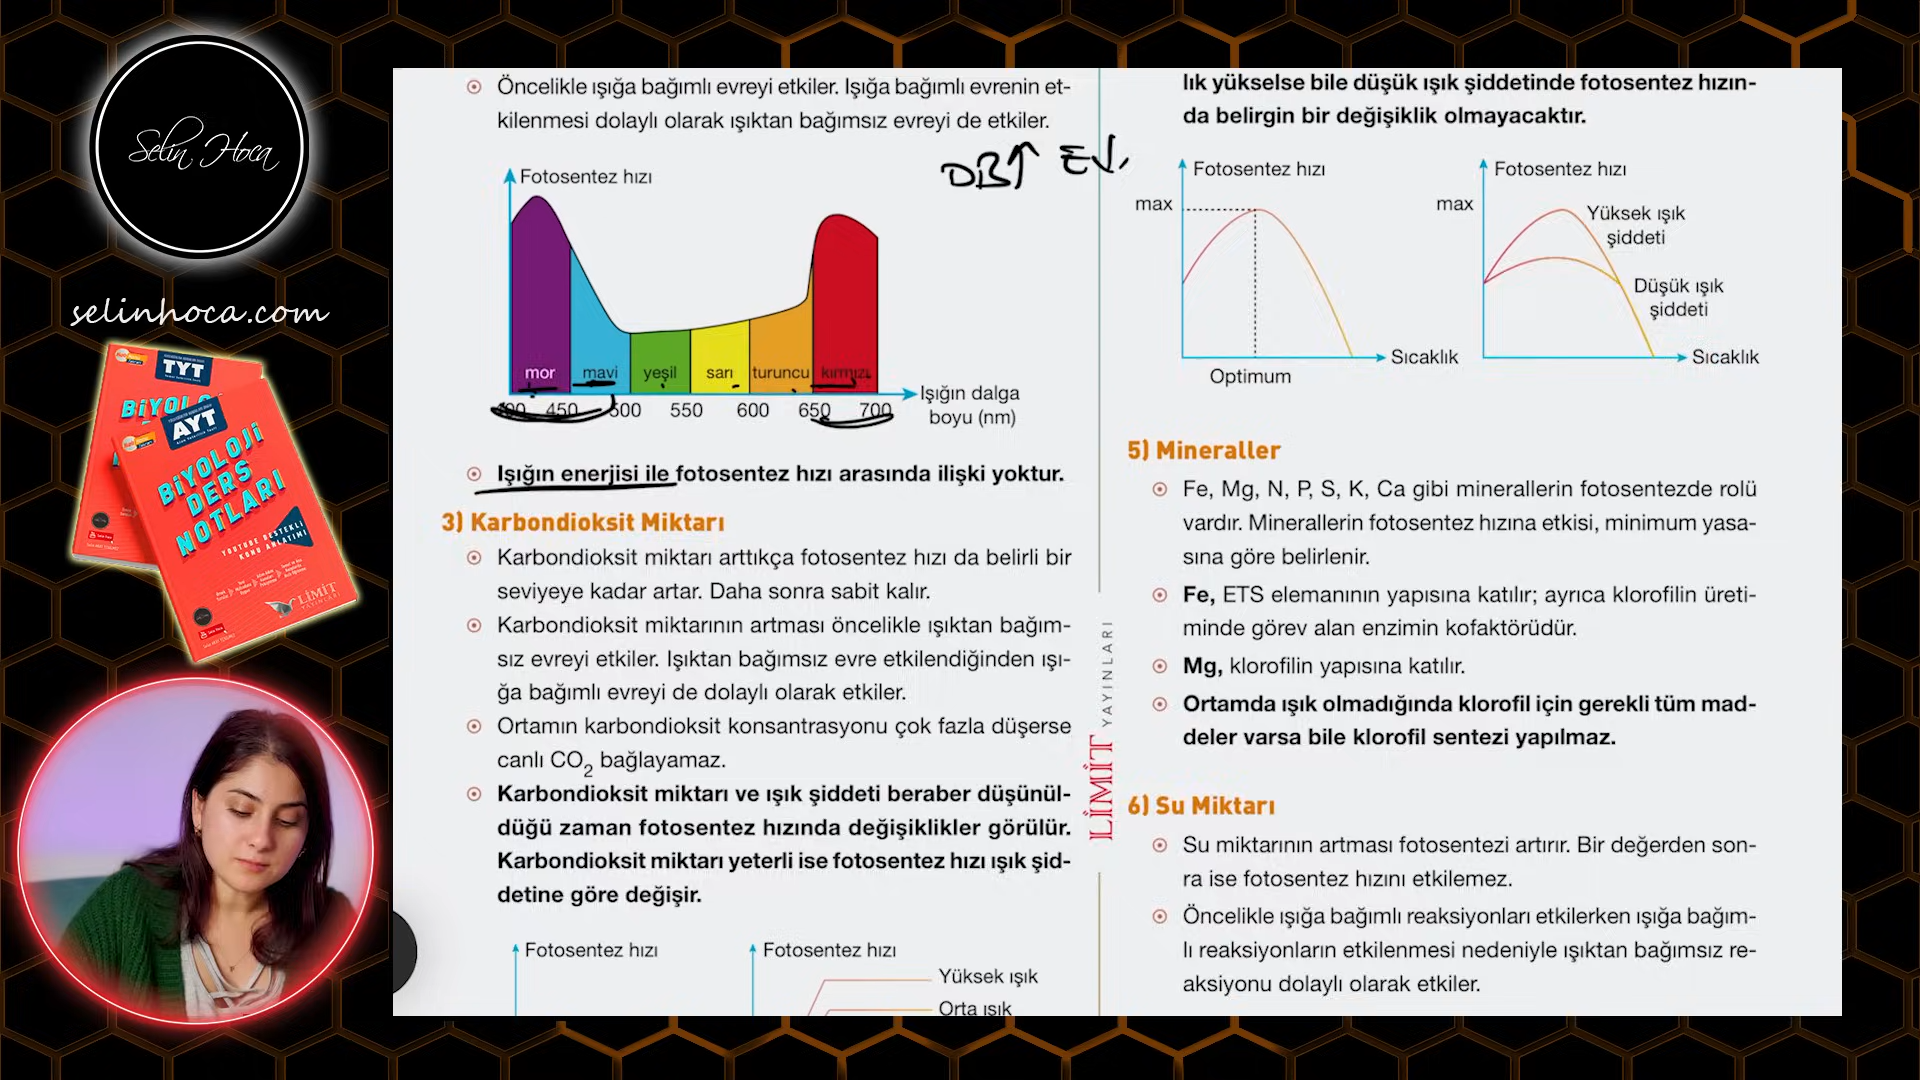 Selin Hoca
selinhoca.com
TYT
AYT
BİYOLOJİ
DERS
NOTLARI
YOUTUBE DESTEKLİ
KONU ANLATIMI
LİMİT
Öncelikle ışığa bağımlı evreyi etkiler. Işığa bağımlı evrenin et-
kilenmesi dolaylı olarak ışıktan bağımsız evreyi de etkiler.
DB↑ EV.
Fotosentez hızı
mor mavi yeşil sarı turuncu kırmızı
400 450 500 550 600 650 700
Işığın dalga
boyu (nm)
Işığın enerjisi ile fotosentez hızı arasında ilişki yoktur.
3) Karbondioksit Miktarı
Karbondioksit miktarı arttıkça fotosentez hızı da belirli bir
seviyeye kadar artar. Daha sonra sabit kalır.
Karbondioksit miktarının artması öncelikle ışıktan bağım-
sız evreyi etkiler. Işıktan bağımsız evre etkilendiğinden ışı-
ğa bağımlı evreyi de dolaylı olarak etkiler.
Ortamın karbondioksit konsantrasyonu çok fazla düşerse
canlı CO₂ bağlayamaz.
Karbondioksit miktarı ve ışık şiddeti beraber düşünül-
düğü zaman fotosentez hızında değişiklikler görülür.
Karbondioksit miktarı yeterli ise fotosentez hızı ışık şid-
detine göre değişir.
Fotosentez hızı
Fotosentez hızı
Yüksek ışık
Orta ışık
LİMİT YAYINLARI
lık yükselse bile düşük ışık şiddetinde fotosentez hızın-
da belirgin bir değişiklik olmayacaktır.
Fotosentez hızı
max
Sıcaklık
Optimum
Fotosentez hızı
max
Yüksek ışık
şiddeti
Düşük ışık
şiddeti
Sıcaklık
5) Mineraller
Fe, Mg, N, P, S, K, Ca gibi minerallerin fotosentezde rolü
vardır. Minerallerin fotosentez hızına etkisi, minimum yasa-
sına göre belirlenir.
Fe, ETS elemanının yapısına katılır; ayrıca klorofilin üreti-
minde görev alan enzimin kofaktörüdür.
Mg, klorofilin yapısına katılır.
Ortamda ışık olmadığında klorofil için gerekli tüm mad-
deler varsa bile klorofil sentezi yapılmaz.
6) Su Miktarı
Su miktarının artması fotosentezi artırır. Bir değerden son-
ra ise fotosentez hızını etkilemez.
Öncelikle ışığa bağımlı reaksiyonları etkilerken ışığa bağım-
lı reaksiyonların etkilenmesi nedeniyle ışıktan bağımsız re-
aksiyonu dolaylı olarak etkiler.